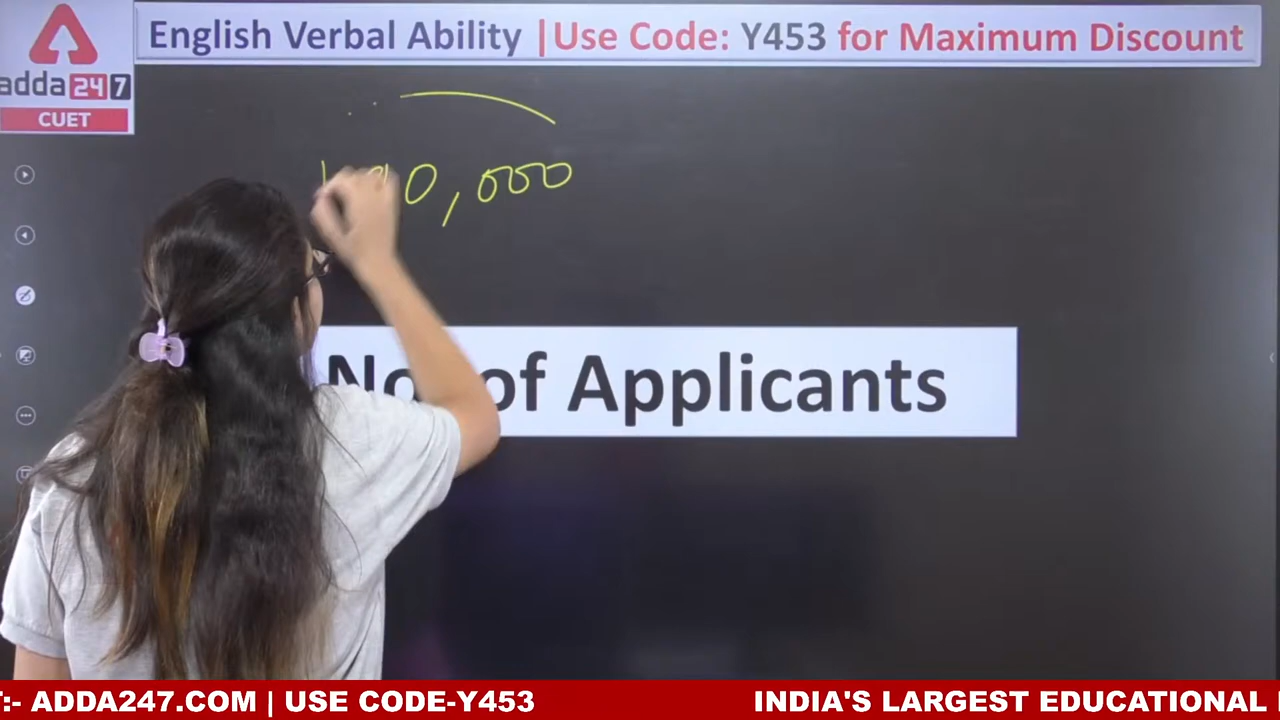 English Verbal Ability | Use Code: Y453 for Maximum Discount
adda247
CUET
0,000
No. of Applicants
:- ADDA247.COM | USE CODE-Y453 INDIA'S LARGEST EDUCATIONAL